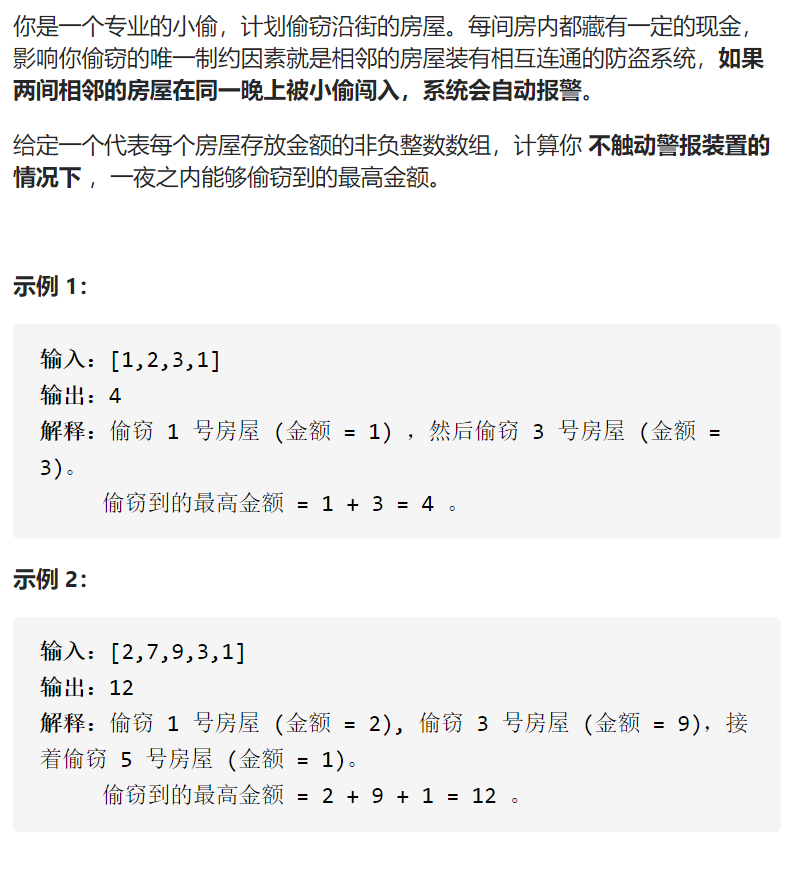 你是一个专业的小偷，计划偷窃沿街的房屋。每间房内都藏有一定的现金，
影响你偷窃的唯一制约因素就是相邻的房屋装有相互连通的防盗系统，如果
两间相邻的房屋在同一晚上被小偷闯入，系统会自动报警。
给定一个代表每个房屋存放金额的非负整数数组，计算你 不触动警报装置的
情况下 ，一夜之内能够偷窃到的最高金额。
示例 1：
输入：[1,2,3,1]
输出：4
解释：偷窃 1 号房屋 (金额 = 1) ，然后偷窃 3 号房屋 (金额 =
3)。
偷窃到的最高金额 = 1 + 3 = 4 。
示例 2：
输入：[2,7,9,3,1]
输出：12
解释：偷窃 1 号房屋 (金额 = 2), 偷窃 3 号房屋 (金额 = 9)，接
着偷窃 5 号房屋 (金额 = 1)。
偷窃到的最高金额 = 2 + 9 + 1 = 12 。